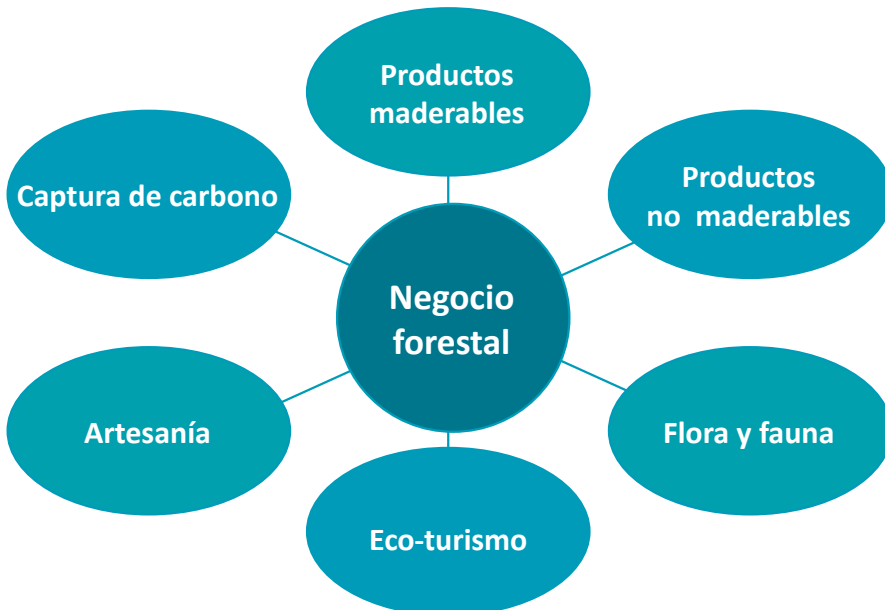 Productos
maderables
Captura de carbono
Productos
no maderables
Negocio
forestal
Artesanía
Flora y fauna
Eco-turismo